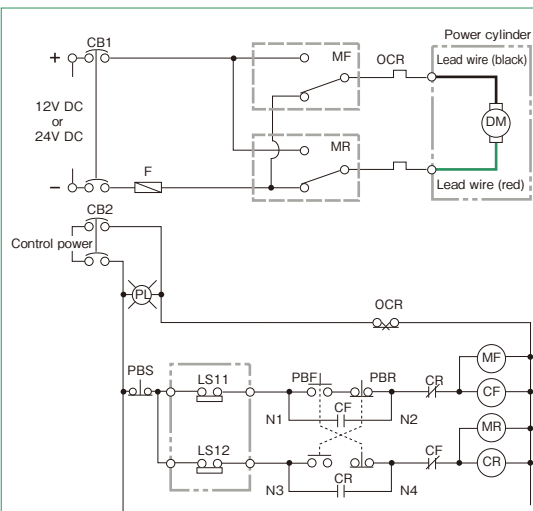 Power cylinder
CB1
+
MF
OCR
Lead wire (black)
12V DC
or
24V DC
DM
MR
F
−
Lead wire (red)
CB2
Control power
PL
OCR
PBS
LS11
PBF
PBR
CR
MF
CF
N1
CF
N2
MR
LS12
CF
CR
CR
N3
N4